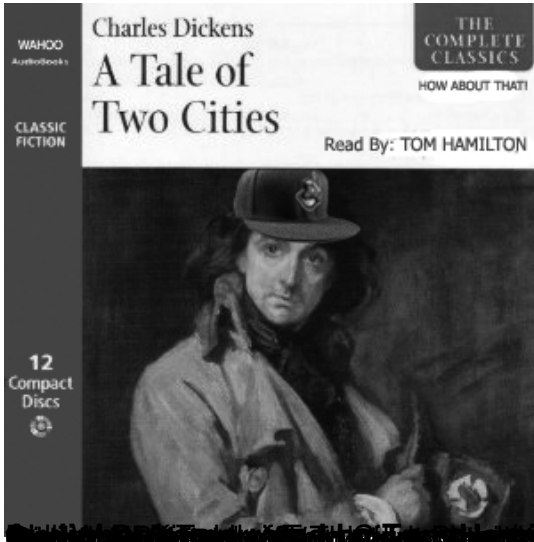 WAHOO
AudioBooks
CLASSIC
FICTION
12
Compact
Discs
Charles Dickens
A Tale of
Two Cities
THE
COMPLETE
CLASSICS
HOW ABOUT THAT!
Read By: TOM HAMILTON